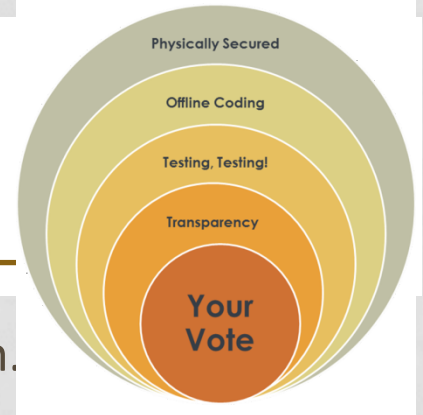 Physically Secured
Offline Coding
Testing, Testing!
Transparency
Your
Vote
n.